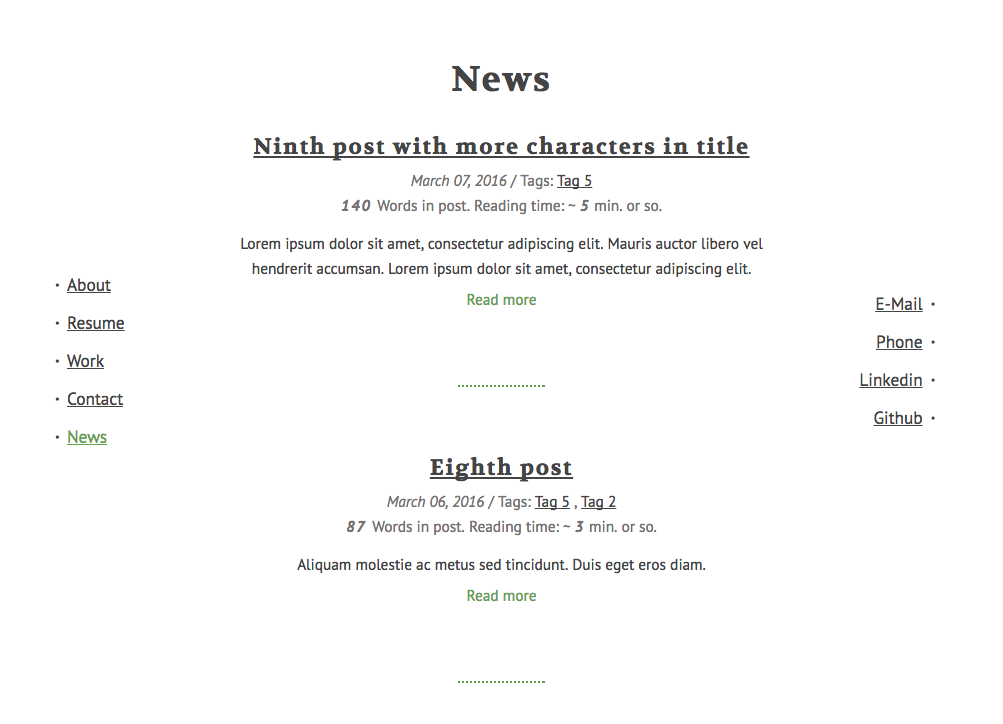 News
Ninth post with more characters in title
March 07, 2016 / Tags: Tag 5
140 Words in post. Reading time: ~ 5 min. or so.
Lorem ipsum dolor sit amet, consectetur adipiscing elit. Mauris auctor libero vel
hendrerit accumsan. Lorem ipsum dolor sit amet, consectetur adipiscing elit.
Read more
• About
• Resume
• Work
• Contact
• News
E-Mail •
Phone •
Linkedin •
Github •
Eighth post
March 06, 2016 / Tags: Tag 5 , Tag 2
87 Words in post. Reading time: ~ 3 min. or so.
Aliquam molestie ac metus sed tincidunt. Duis eget eros diam.
Read more